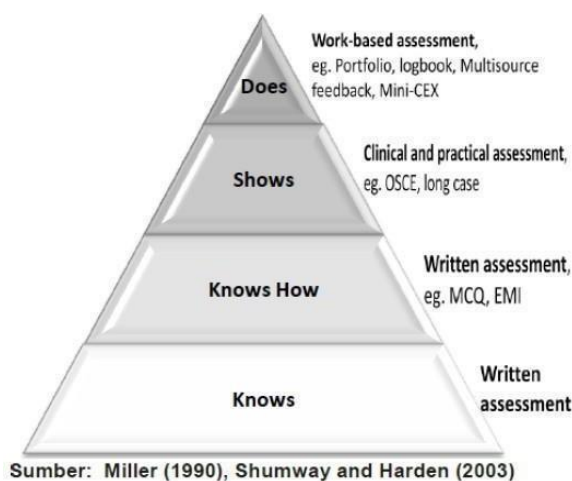 Does
Work-based assessment,
eg. Portfolio, logbook, Multisource
feedback, Mini-CEX
Shows
Clinical and practical assessment,
eg. OSCE, long case
Knows How
Written assessment,
eg. MCQ, EMI
Knows
Written
assessment
Sumber: Miller (1990), Shumway and Harden (2003)